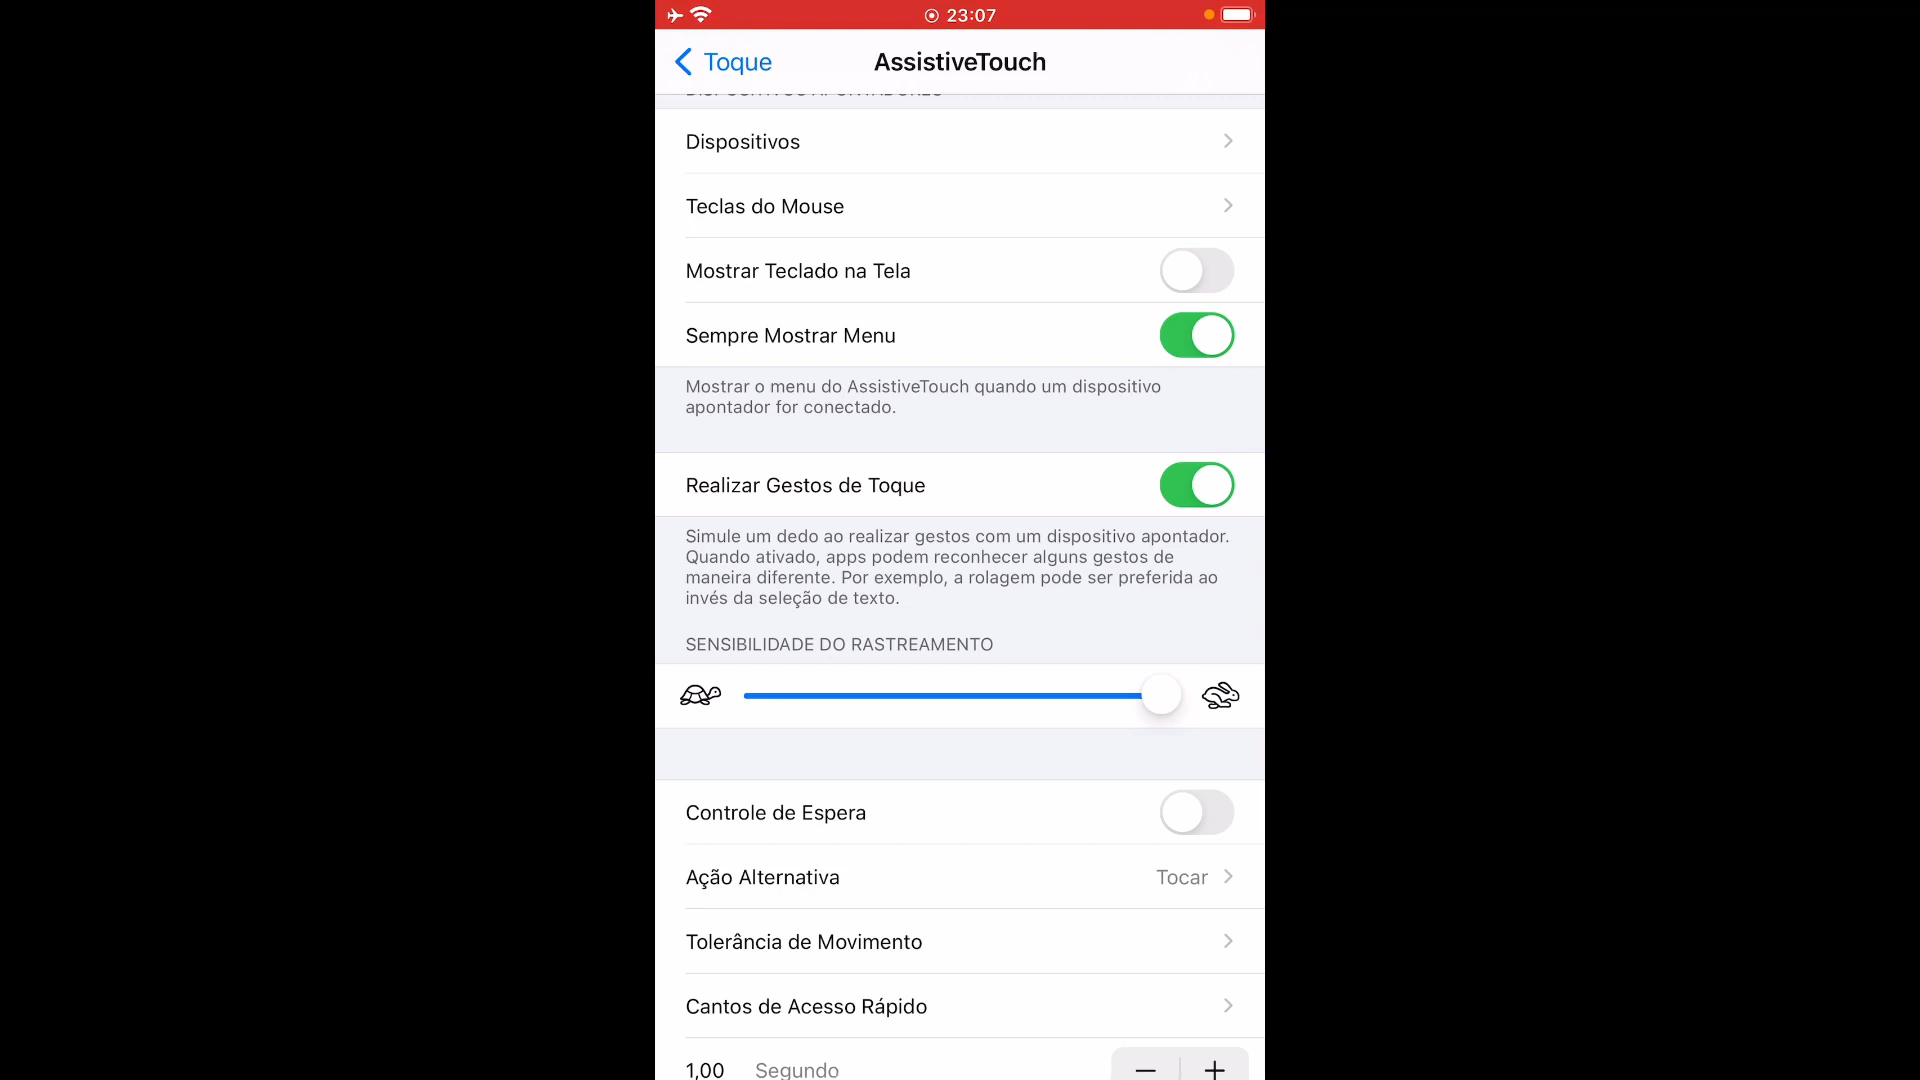 23:07
Toque
AssistiveTouch
DISPOSITIVOS APONTADORES
Dispositivos
Teclas do Mouse
Mostrar Teclado na Tela
Sempre Mostrar Menu
Mostrar o menu do AssistiveTouch quando um dispositivo
apontador for conectado.
Realizar Gestos de Toque
Simule um dedo ao realizar gestos com um dispositivo apontador.
Quando ativado, apps podem reconhecer alguns gestos de
maneira diferente. Por exemplo, a rolagem pode ser preferida ao
invés da seleção de texto.
SENSIBILIDADE DO RASTREAMENTO
Controle de Espera
Ação Alternativa Tocar
Tolerância de Movimento
Cantos de Acesso Rápido
1,00 Segundo − +